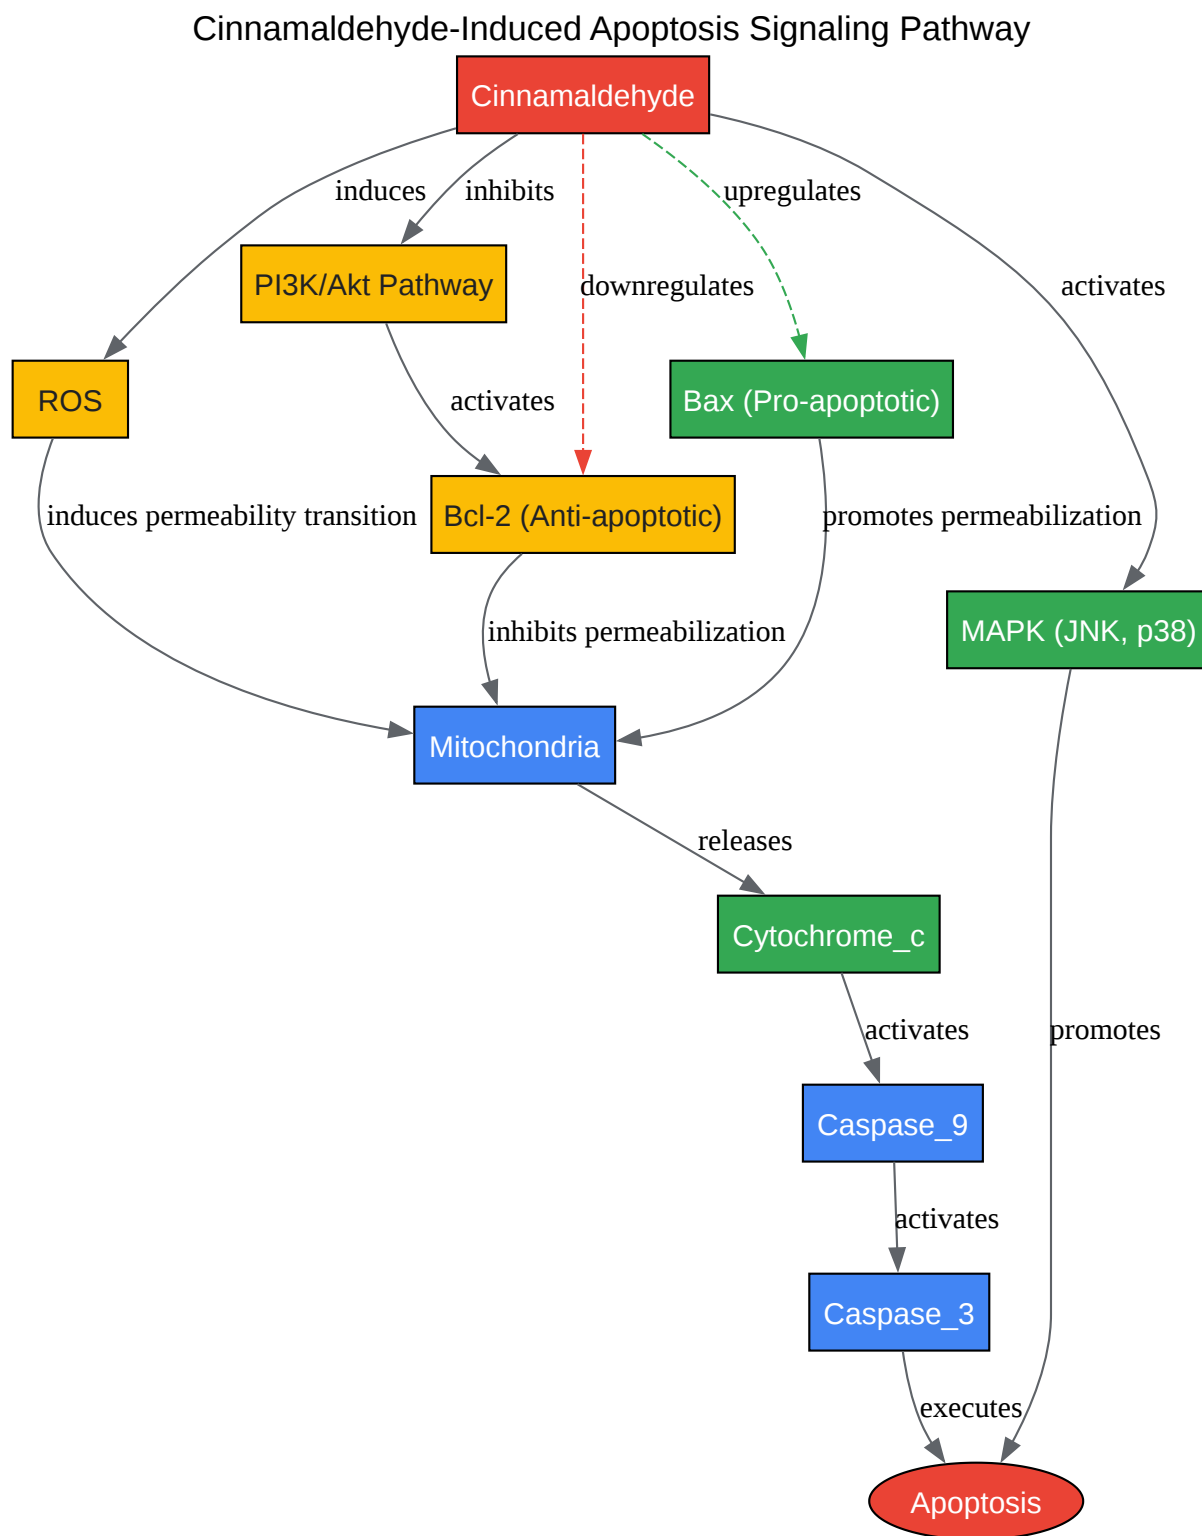 Cinnamaldehyde-Induced Apoptosis Signaling Pathway
Cinnamaldehyde
induces
inhibits
upregulates
PI3K/Akt Pathway
downregulates
activates
ROS
activates
Bax (Pro-apoptotic)
induces permeability transition
Bcl-2 (Anti-apoptotic)
promotes permeabilization
inhibits permeabilization
MAPK (JNK, p38)
Mitochondria
releases
Cytochrome_c
activates
promotes
Caspase_9
activates
Caspase_3
executes
Apoptosis